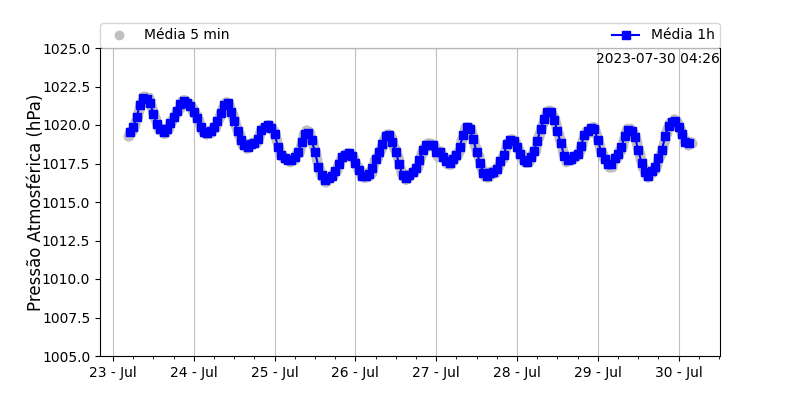 Média 5 min
Média 1h
2023-07-30 04:26
Pressão Atmosférica (hPa)
1025.0
1022.5
1020.0
1017.5
1015.0
1012.5
1010.0
1007.5
1005.0
23 - Jul
24 - Jul
25 - Jul
26 - Jul
27 - Jul
28 - Jul
29 - Jul
30 - Jul